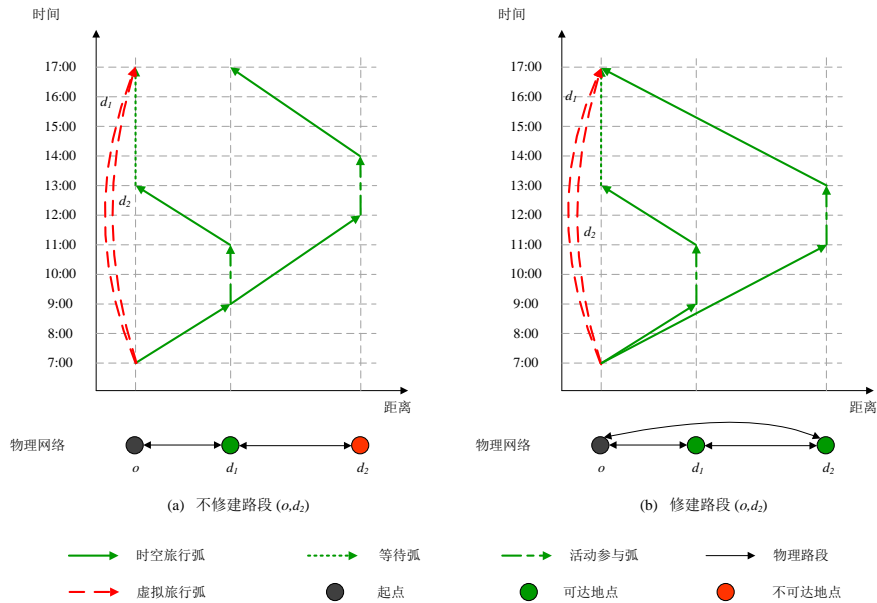 时间
17:00
16:00
15:00
14:00
13:00
12:00
11:00
10:00
9:00
8:00
7:00
d1
d2
距离
物理网络
o
d1
d2
(a) 不修建路段 (o,d2)
时间
17:00
16:00
15:00
14:00
13:00
12:00
11:00
10:00
9:00
8:00
7:00
d1
d2
距离
物理网络
o
d1
d2
(b) 修建路段 (o,d2)
时空旅行弧
等待弧
活动参与弧
物理路段
虚拟旅行弧
起点
可达地点
不可达地点